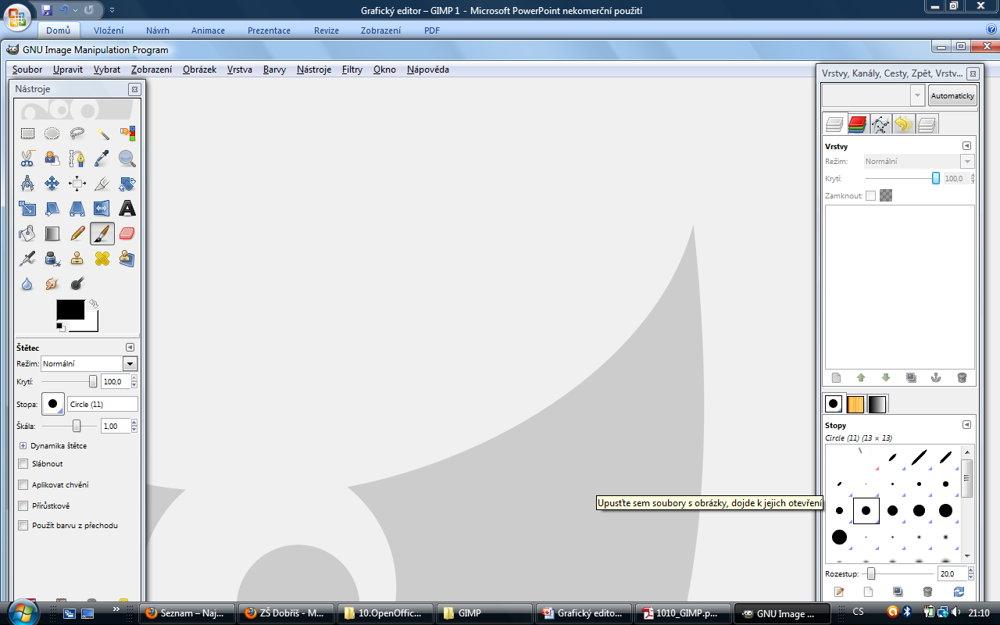 Grafický editor – GIMP 1 - Microsoft PowerPoint nekomerční použití
Domů Vložení Návrh Animace Prezentace Revize Zobrazení PDF
GNU Image Manipulation Program
Soubor Upravit Vybrat Zobrazení Obrázek Vrstva Barvy Nástroje Filtry Okno Nápověda
Nástroje
Štětec
Režim: Normální
Krytí: 100,0
Stopa: Circle (11)
Škála: 1,00
Dynamika štětce
Slábnout
Aplikovat chvění
Přírůstkově
Použít barvu z přechodu
Upusťte sem soubory s obrázky, dojde k jejich otevření
Vrstvy, Kanály, Cesty, Zpět, Vrstv...
Automaticky
Vrstvy
Režim: Normální
Krytí: 100,0
Zamknout:
Stopy
Circle (11) (13 × 13)
Rozestup: 20,0
Seznam – Naj... ZŠ Dobříš - M... 10.OpenOffic... GIMP Grafický edito... 1010_GIMP.p... GNU Image ... CS 21:10